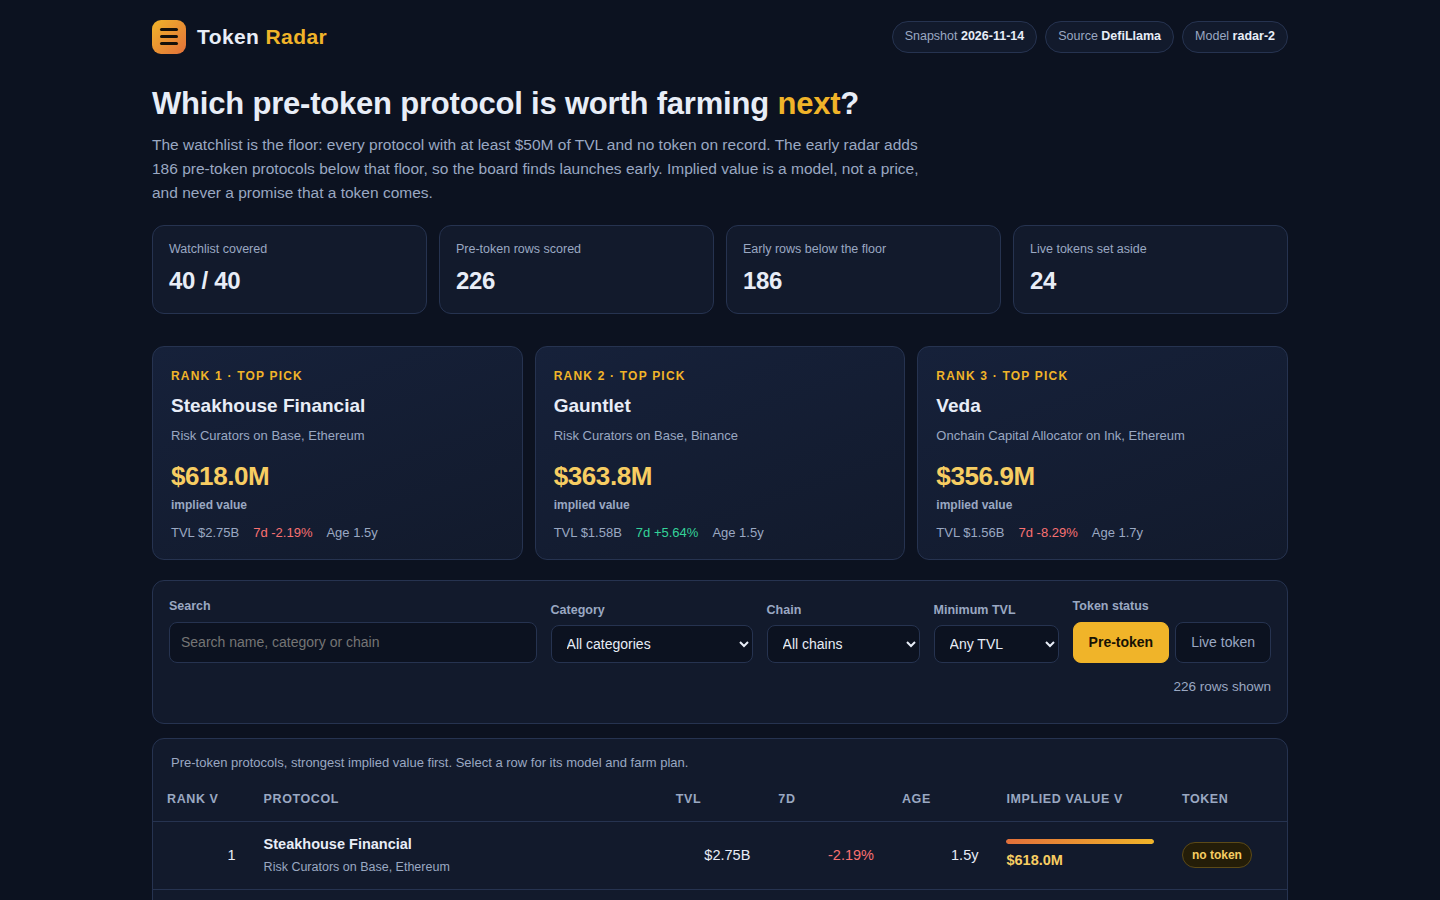 Token Radar
Snapshot 2026-11-14
Source DefiLlama
Model radar-2
Which pre-token protocol is worth farming next?
The watchlist is the floor: every protocol with at least $50M of TVL and no token on record. The early radar adds
186 pre-token protocols below that floor, so the board finds launches early. Implied value is a model, not a price,
and never a promise that a token comes.
Watchlist covered
40 / 40
Pre-token rows scored
226
Early rows below the floor
186
Live tokens set aside
24
RANK 1 · TOP PICK
Steakhouse Financial
Risk Curators on Base, Ethereum
$618.0M
implied value
TVL $2.75B 7d -2.19% Age 1.5y
RANK 2 · TOP PICK
Gauntlet
Risk Curators on Base, Binance
$363.8M
implied value
TVL $1.58B 7d +5.64% Age 1.5y
RANK 3 · TOP PICK
Veda
Onchain Capital Allocator on Ink, Ethereum
$356.9M
implied value
TVL $1.56B 7d -8.29% Age 1.7y
Search
Search name, category or chain
Category
All categories
Chain
All chains
Minimum TVL
Any TVL
Token status
Pre-token Live token
226 rows shown
Pre-token protocols, strongest implied value first. Select a row for its model and farm plan.
RANK V PROTOCOL TVL 7D AGE IMPLIED VALUE V TOKEN
1 Steakhouse Financial $2.75B -2.19% 1.5y $618.0M no token
Risk Curators on Base, Ethereum